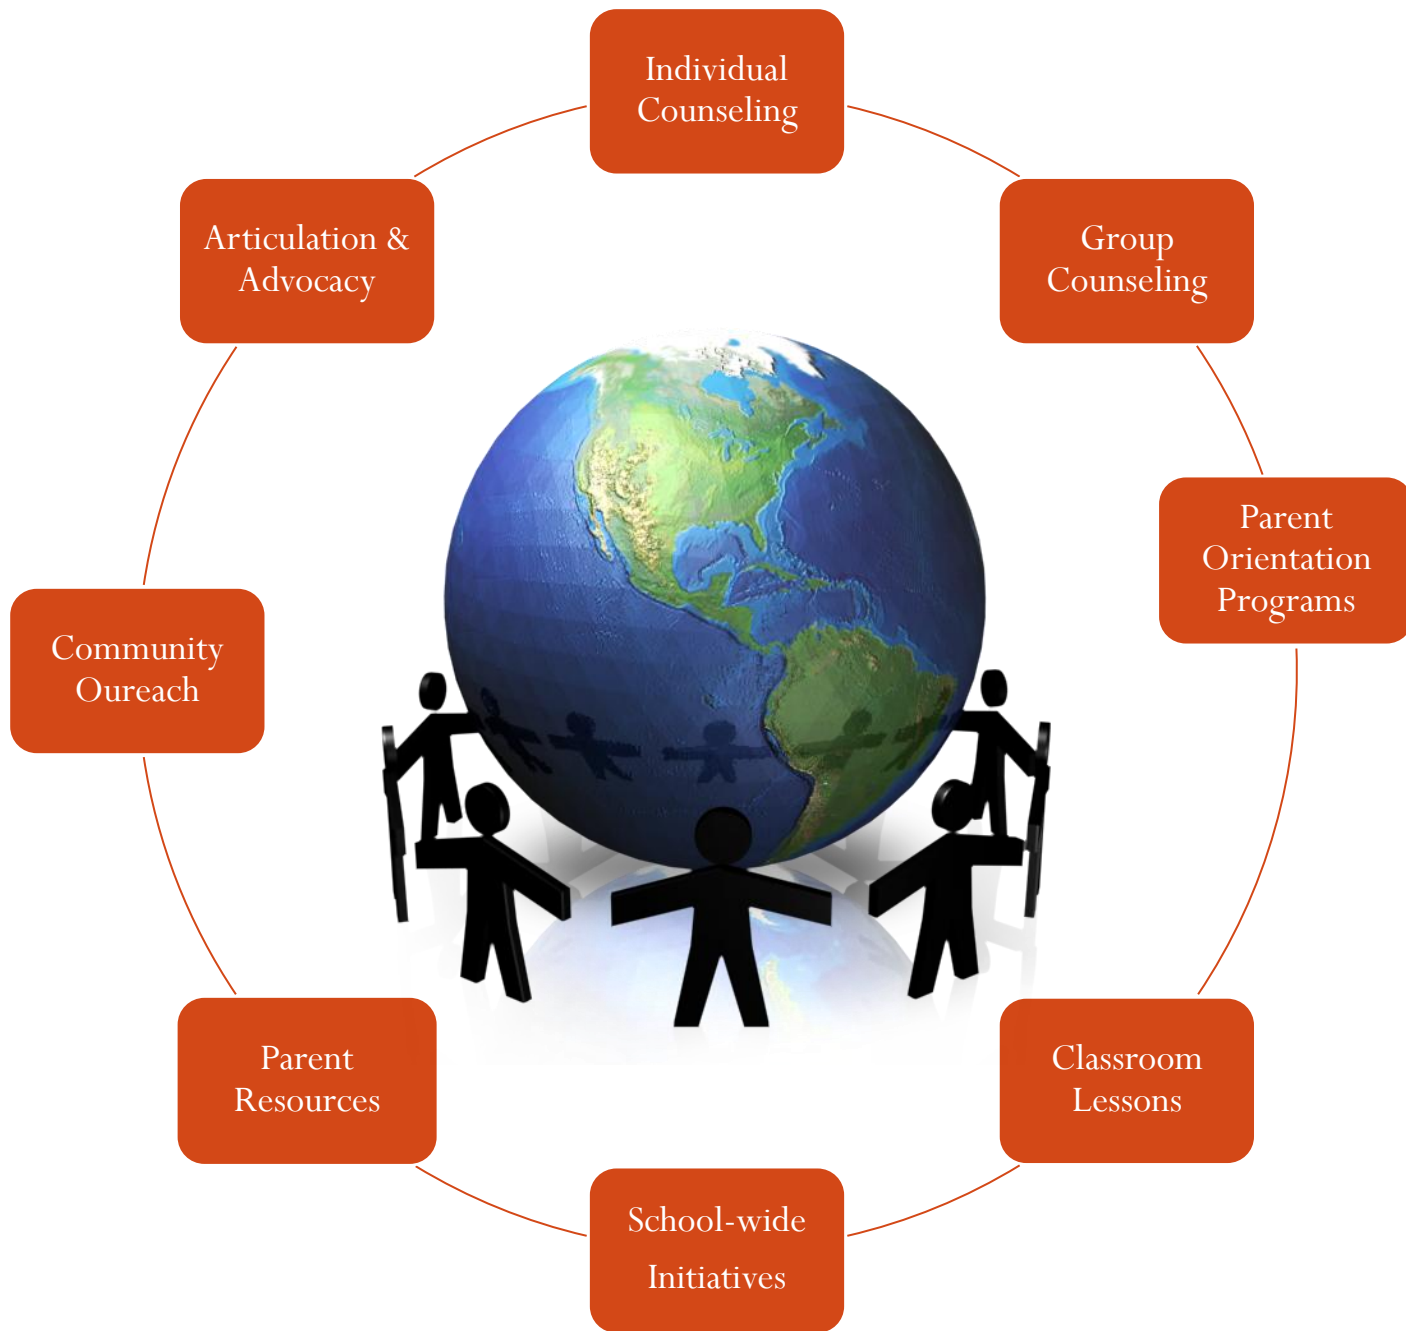 Individual
Counseling
Group
Counseling
Parent
Orientation
Programs
Classroom
Lessons
School-wide
Initiatives
Parent
Resources
Community
Oureach
Articulation &
Advocacy